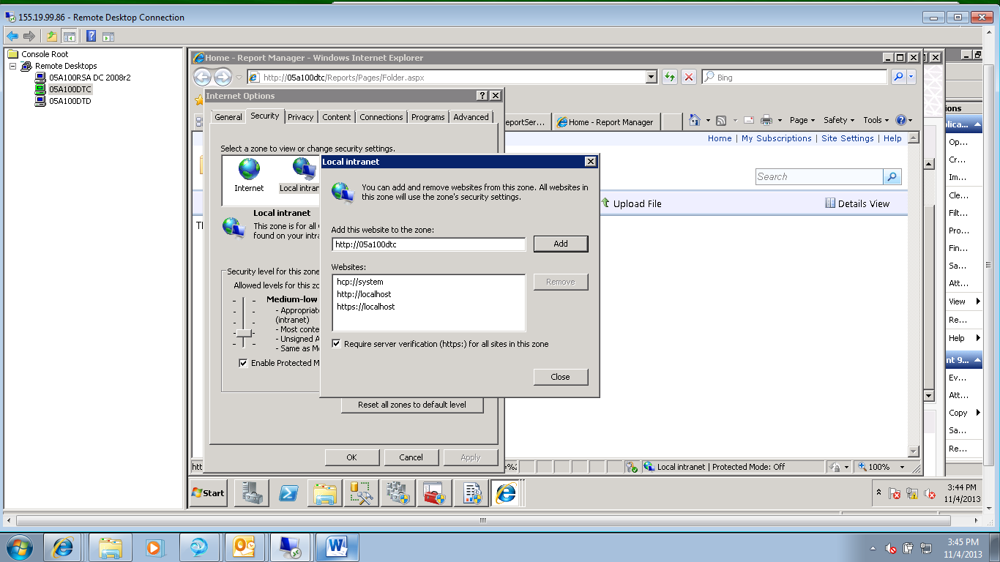 155.19.99.86 - Remote Desktop Connection
Console Root
Remote Desktops
05A100RSA DC 2008r2
05A100DTC
05A100DTD
Home - Report Manager - Windows Internet Explorer
http://05a100dtc/Reports/Pages/Folder.aspx
Bing
Internet Options
General Security Privacy Content Connections Programs Advanced
eportSer... Home - Report Manager
Page Safety Tools
Home | My Subscriptions | Site Settings | Help
Search
Upload File
Details View
Select a zone to view or change security settings.
Internet
Local intran
Local intranet
This zone is for all
found on your intra
Security level for this zone
Allowed levels for this zo
Medium-low
- Appropriate
(intranet)
- Most conte
- Unsigned A
- Same as M
Enable Protected M
Reset all zones to default level
OK Cancel Apply
Local intranet
You can add and remove websites from this zone. All websites in
this zone will use the zone's security settings.
Add this website to the zone:
http://05a100dtc
Add
Websites:
hcp://system
http://localhost
https://localhost
Remove
Require server verification (https:) for all sites in this zone
Close
ions
plica...
Op...
Cr...
Im...
Cle...
Filt...
Pro...
Fin...
Sa...
Att...
View
Re...
Help
nt 9...
Ev...
Att...
Copy
Sa...
Re...
htt
Local intranet | Protected Mode: Off
100%
Start
3:44 PM
11/4/2013
3:45 PM
11/4/2013